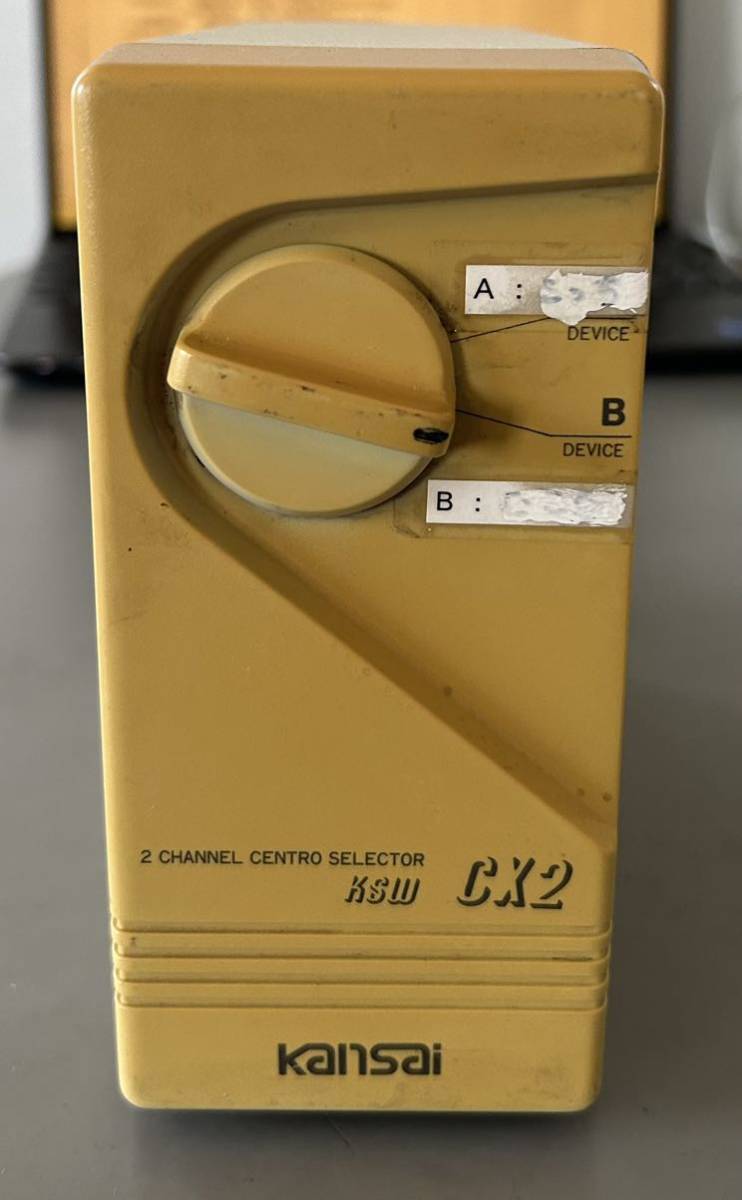 A :
DEVICE
B
DEVICE
B :
2 CHANNEL CENTRO SELECTOR
KSW CX2
Kansai